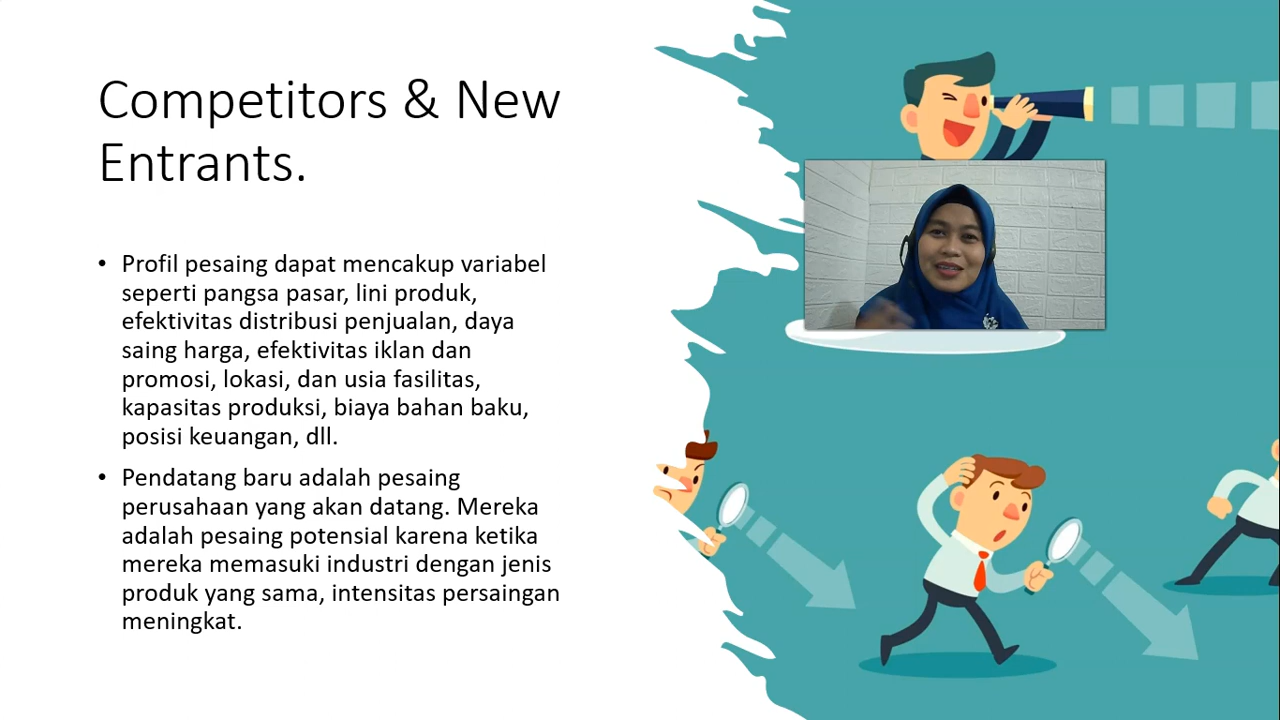 Competitors & New
Entrants.
• Profil pesaing dapat mencakup variabel
seperti pangsa pasar, lini produk,
efektivitas distribusi penjualan, daya
saing harga, efektivitas iklan dan
promosi, lokasi, dan usia fasilitas,
kapasitas produksi, biaya bahan baku,
posisi keuangan, dll.
• Pendatang baru adalah pesaing
perusahaan yang akan datang. Mereka
adalah pesaing potensial karena ketika
mereka memasuki industri dengan jenis
produk yang sama, intensitas persaingan
meningkat.